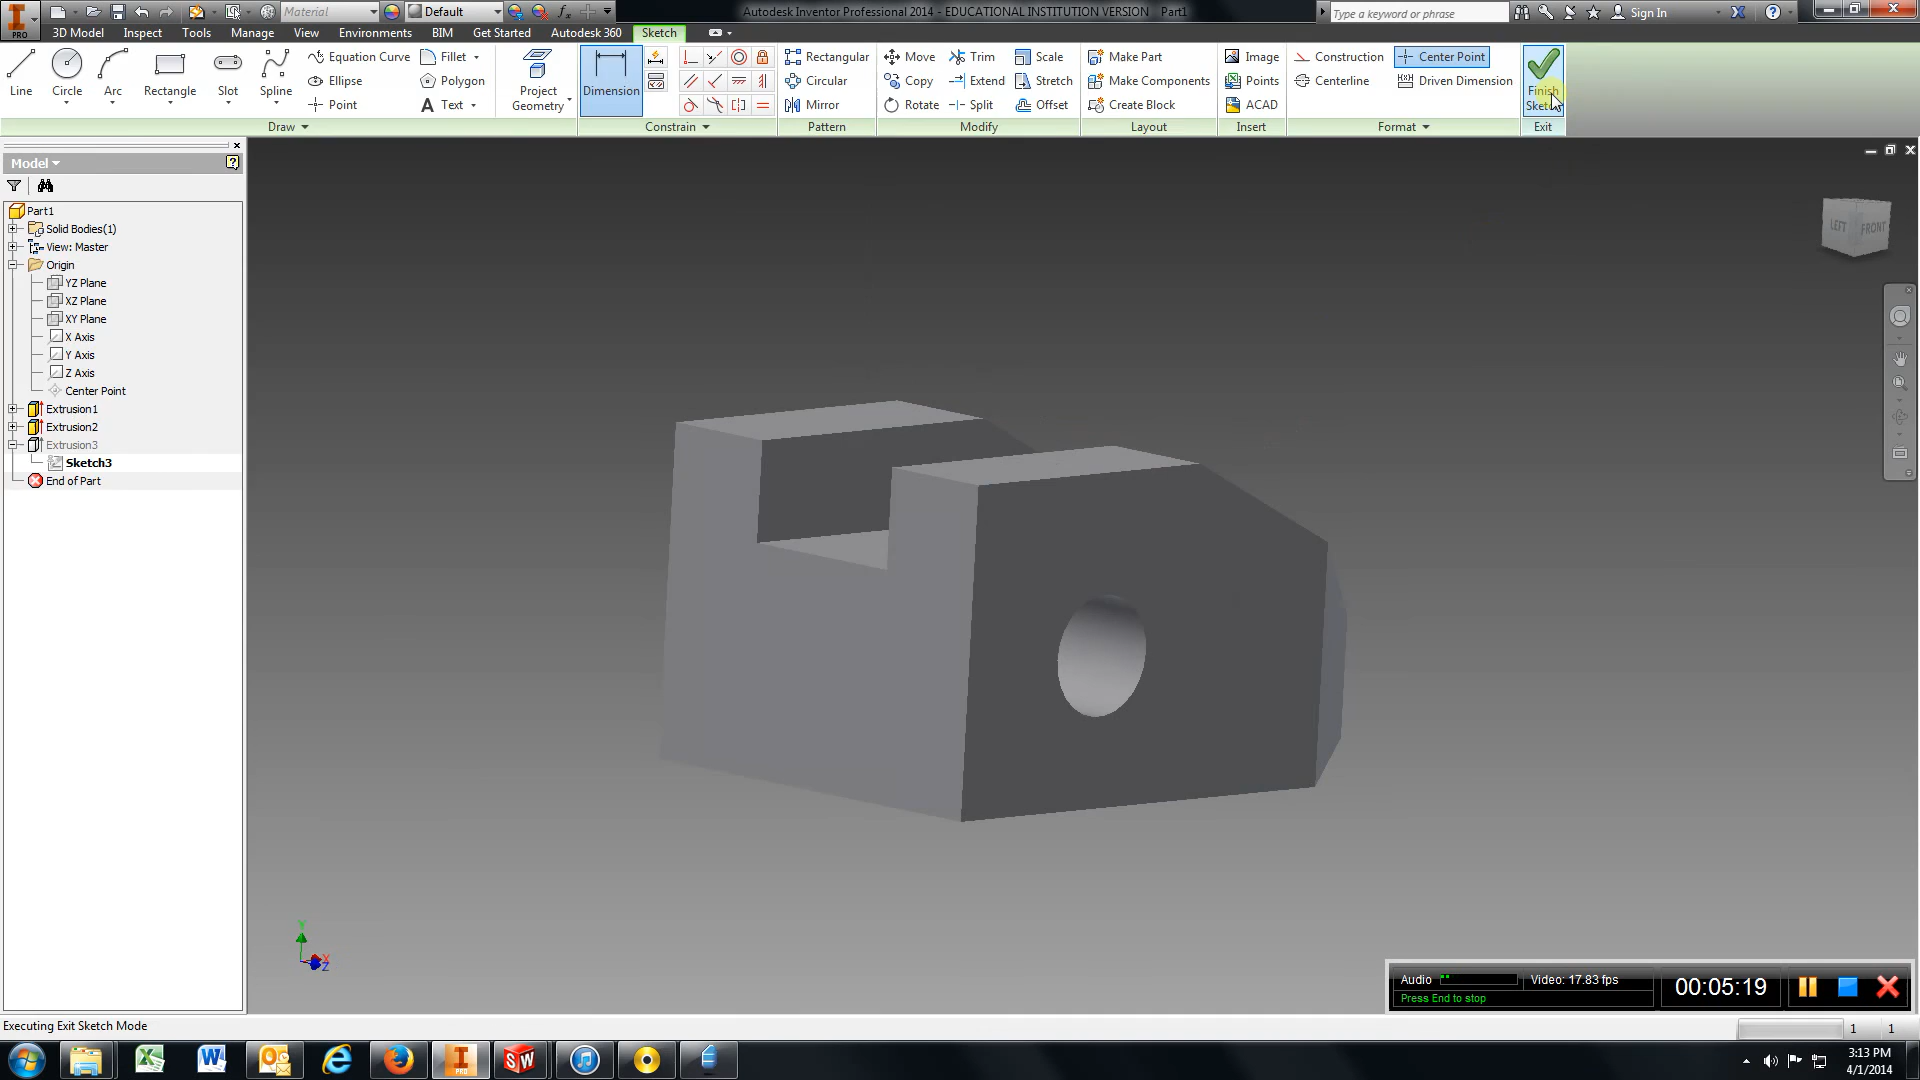 Material
Default
Autodesk Inventor Professional 2014 - EDUCATIONAL INSTITUTION VERSION Part1
Type a keyword or phrase
Sign In
PRO
3D Model Inspect Tools Manage View Environments BIM Get Started Autodesk 360 Sketch
Line
Circle
Arc
Rectangle
Slot
Spline
Equation Curve
Ellipse
Point
Fillet
Polygon
Text
Project
Geometry
Dimension
Rectangular
Circular
Mirror
Move
Copy
Rotate
Trim
Extend
Split
Scale
Stretch
Offset
Make Part
Make Components
Create Block
Image
Points
ACAD
Construction
Centerline
Center Point
Driven Dimension
Finish
Sketch
Draw
Constrain
Pattern
Modify
Layout
Insert
Format
Exit
Model
Part1
Solid Bodies(1)
View: Master
Origin
YZ Plane
XZ Plane
XY Plane
X Axis
Y Axis
Z Axis
Center Point
Extrusion1
Extrusion2
Extrusion3
Sketch3
End of Part
LEFT FRONT
Y
X
Z
Audio
Video: 17.83 fps
Press End to stop
00:05:19
Executing Exit Sketch Mode
1 1
PRO
3:13 PM
4/1/2014